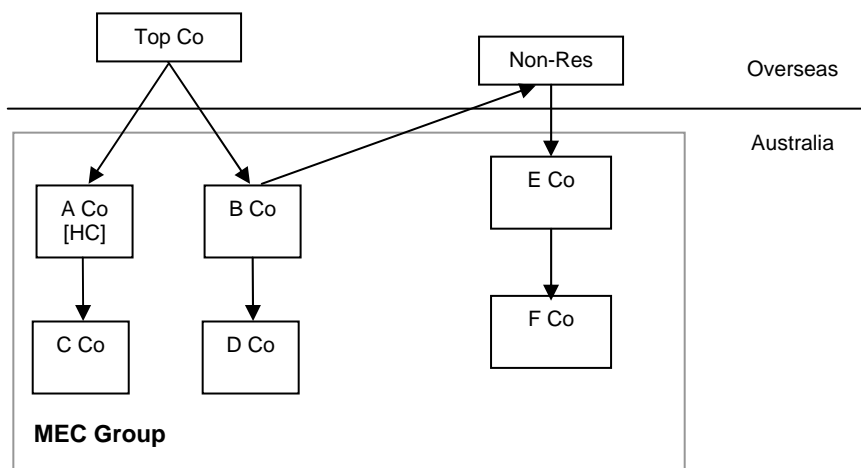 Top Co
Non-Res
Overseas
Australia
A Co
[HC]
B Co
E Co
C Co
D Co
F Co
MEC Group